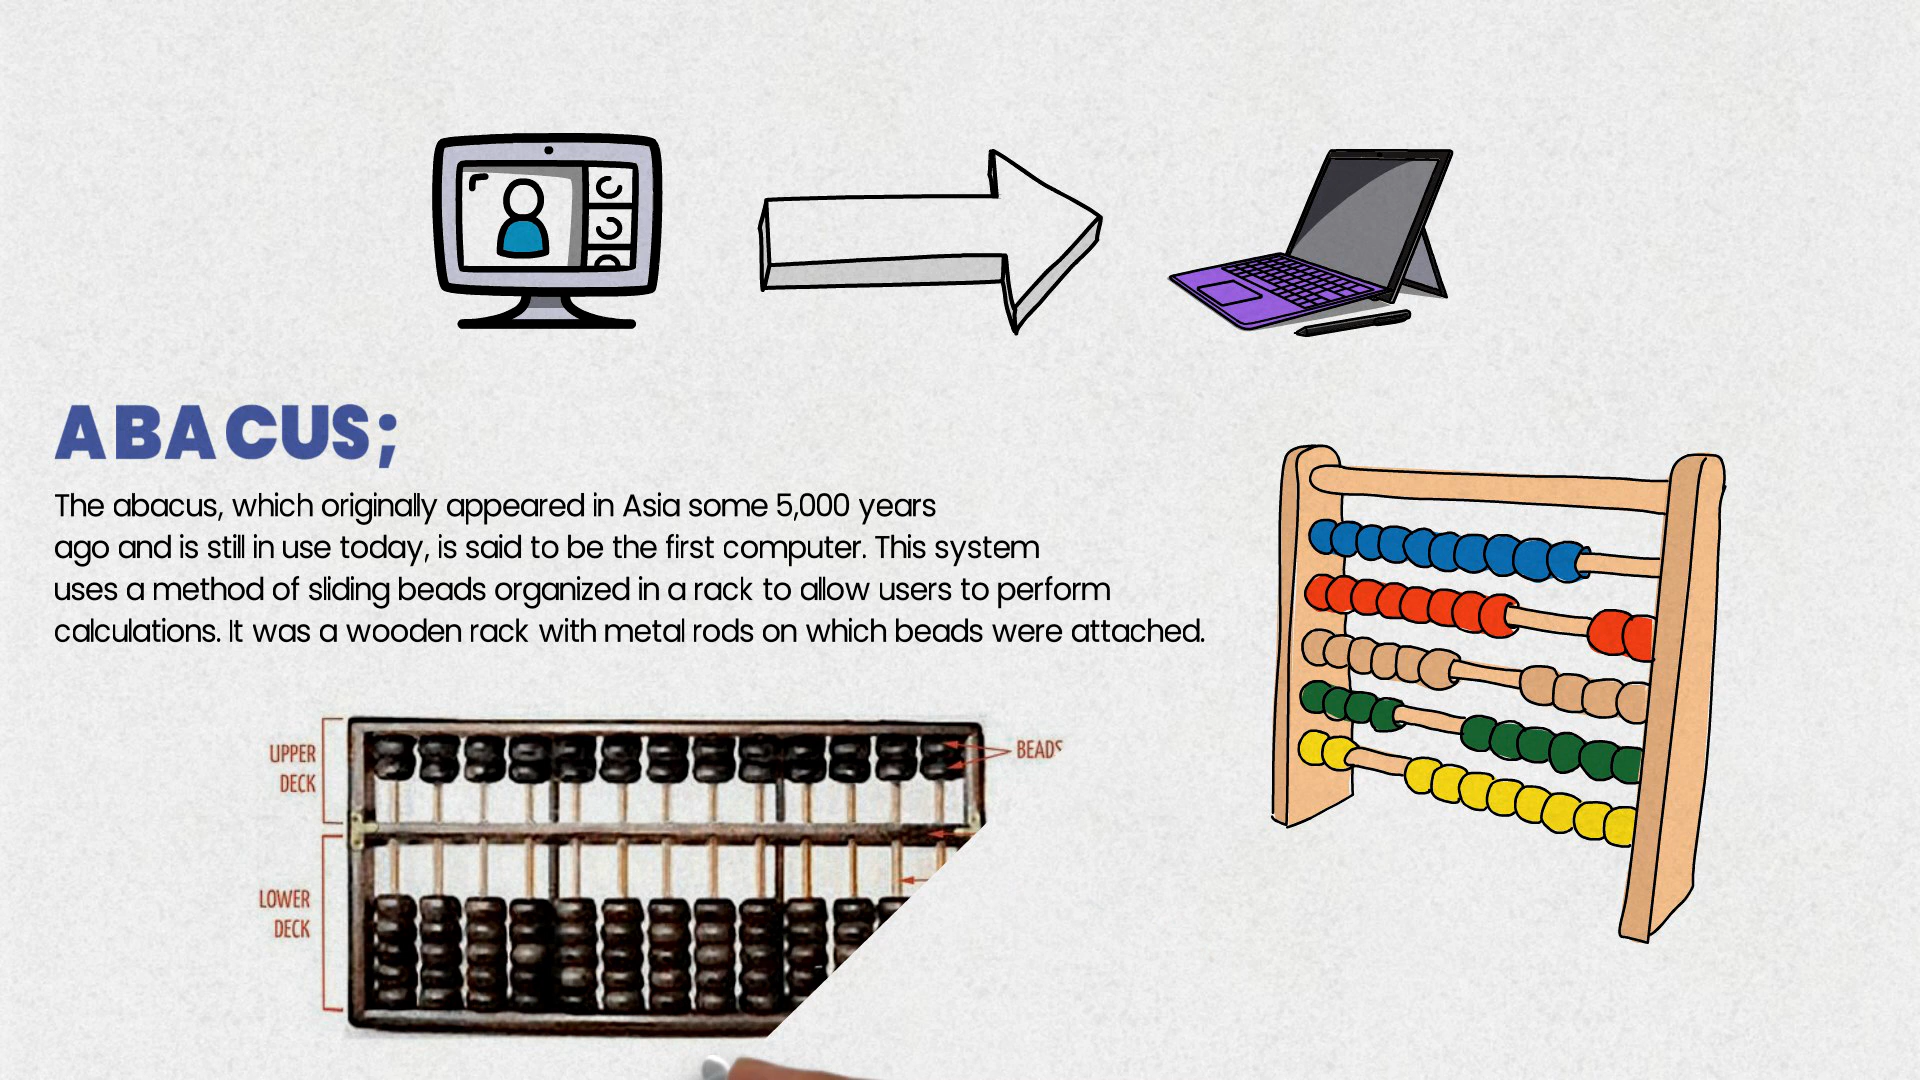 ABACUS;
The abacus, which originally appeared in Asia some 5,000 years
ago and is still in use today, is said to be the first computer. This system
uses a method of sliding beads organized in a rack to allow users to perform
calculations. It was a wooden rack with metal rods on which beads were attached.
UPPER
DECK
BEADS
LOWER
DECK